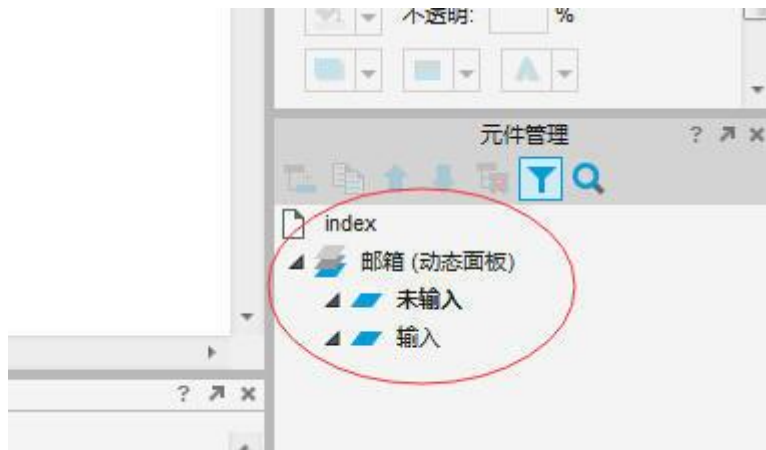 不透明: %
元件管理 ? x
index
邮箱 (动态面板)
未输入
输入
? x